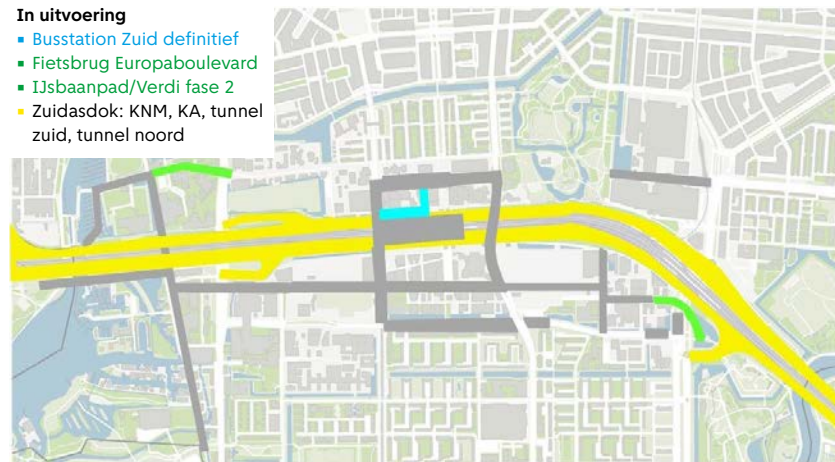 In uitvoering
▪ Busstation Zuid definitief
▪ Fietsbrug Europaboulevard
▪ IJsbaanpad/Verdi fase 2
▪ Zuidasdok: KNM, KA, tunnel
zuid, tunnel noord